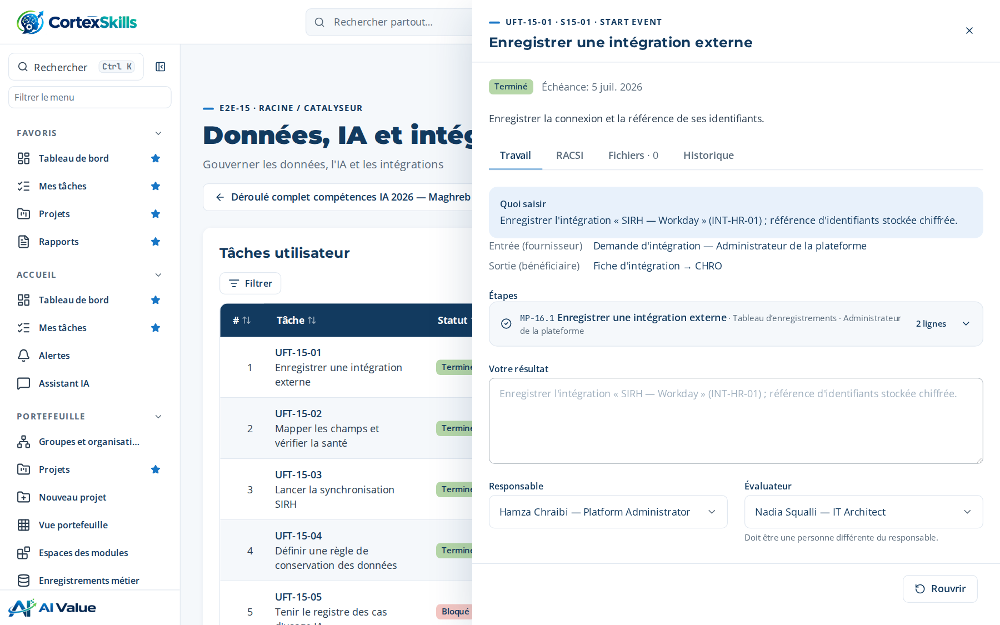 CortexSkills
Rechercher partout...
Rechercher
Ctrl K
Filtrer le menu
FAVORIS
Tableau de bord
Mes tâches
Projets
Rapports
ACCUEIL
Tableau de bord
Mes tâches
Alertes
Assistant IA
PORTEFEUILLE
Groupes et organisati...
Projets
Nouveau projet
Vue portefeuille
Espaces des modules
Enregistrements métier
AI Value
E2E-15 · RACINE / CATALYSEUR
Données, IA et intég
Gouverner les données, l'IA et les intégrations
Déroulé complet compétences IA 2026 — Maghreb
Tâches utilisateur
Filtrer
# Tâche Statut
1
UFT-15-01
Enregistrer une intégration
externe
Terminé
2
UFT-15-02
Mapper les champs et
vérifier la santé
Terminé
3
UFT-15-03
Lancer la synchronisation
SIRH
Terminé
4
UFT-15-04
Définir une règle de
conservation des données
Terminé
5
UFT-15-05
Tenir le registre des cas
d'usage IA
Bloqué
UFT-15-01 · S15-01 · START EVENT
Enregistrer une intégration externe
Terminé Échéance: 5 juil. 2026
Enregistrer la connexion et la référence de ses identifiants.
Travail RACSI Fichiers · 0 Historique
Quoi saisir
Enregistrer l'intégration « SIRH — Workday » (INT-HR-01) ; référence d'identifiants stockée chiffrée.
Entrée (fournisseur) Demande d'intégration — Administrateur de la plateforme
Sortie (bénéficiaire) Fiche d'intégration → CHRO
Étapes
MP-16.1 Enregistrer une intégration externe · Tableau d’enregistrements · Administrateur
de la plateforme
2 lignes
Votre résultat
Enregistrer l'intégration « SIRH — Workday » (INT-HR-01) ; référence d'identifiants stockée chiffrée.
Responsable
Hamza Chraibi — Platform Administrator
Évaluateur
Nadia Squalli — IT Architect
Doit être une personne différente du responsable.
Rouvrir